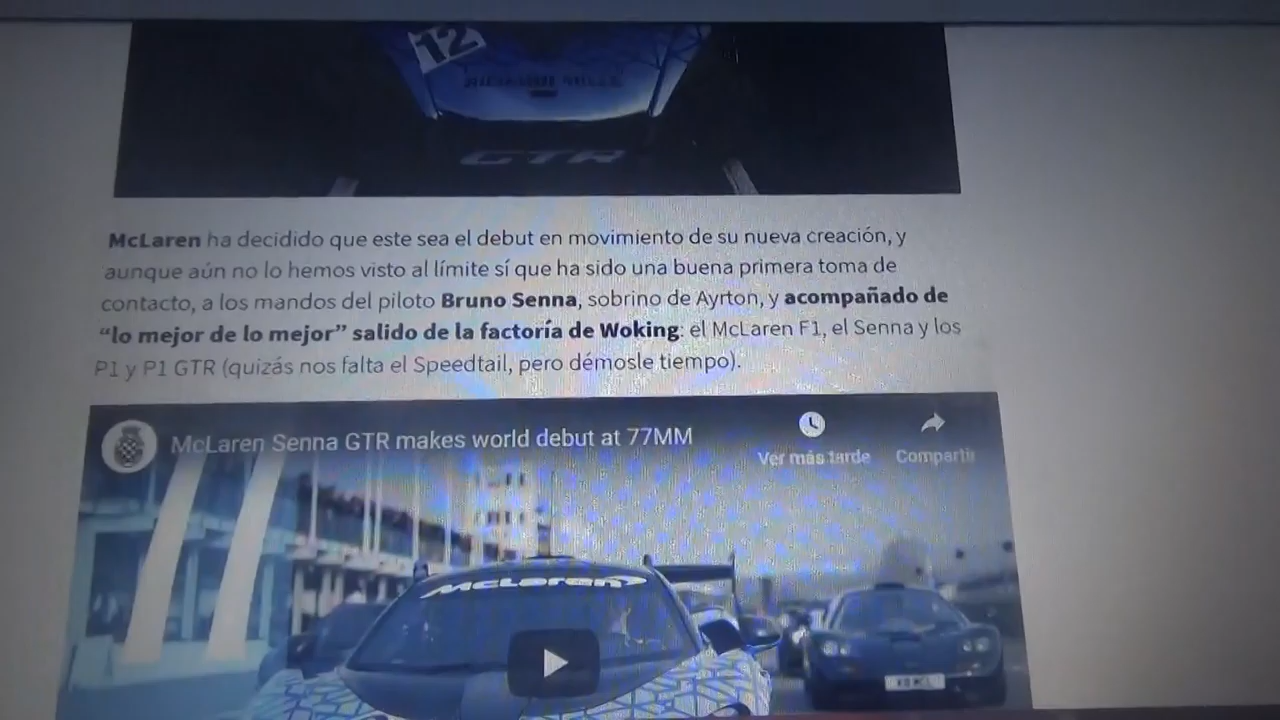 12
GTR
McLaren ha decidido que este sea el debut en movimiento de su nueva creación, y
aunque aún no lo hemos visto al límite sí que ha sido una buena primera toma de
contacto, a los mandos del piloto Bruno Senna, sobrino de Ayrton, y acompañado de
“lo mejor de lo mejor” salido de la factoría de Woking: el McLaren F1, el Senna y los
P1 y P1 GTR (quizás nos falta el Speedtail, pero démosle tiempo).
McLaren Senna GTR makes world debut at 77MM
Ver más tarde
Compartir
McLaren